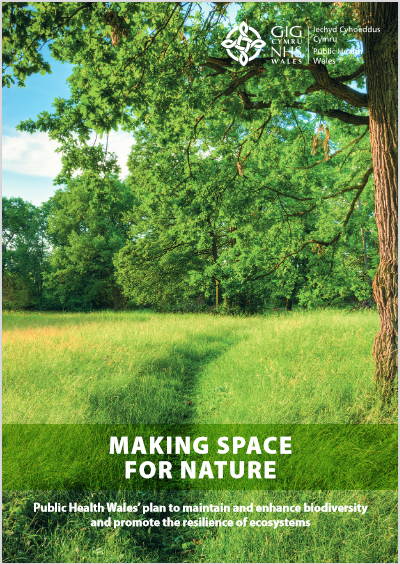 GIG
CYMRU
NHS
WALES
Iechyd Cyhoeddus
Cymru
Public Health
Wales
MAKING SPACE
FOR NATURE
Public Health Wales' plan to maintain and enhance biodiversity
and promote the resilience of ecosystems